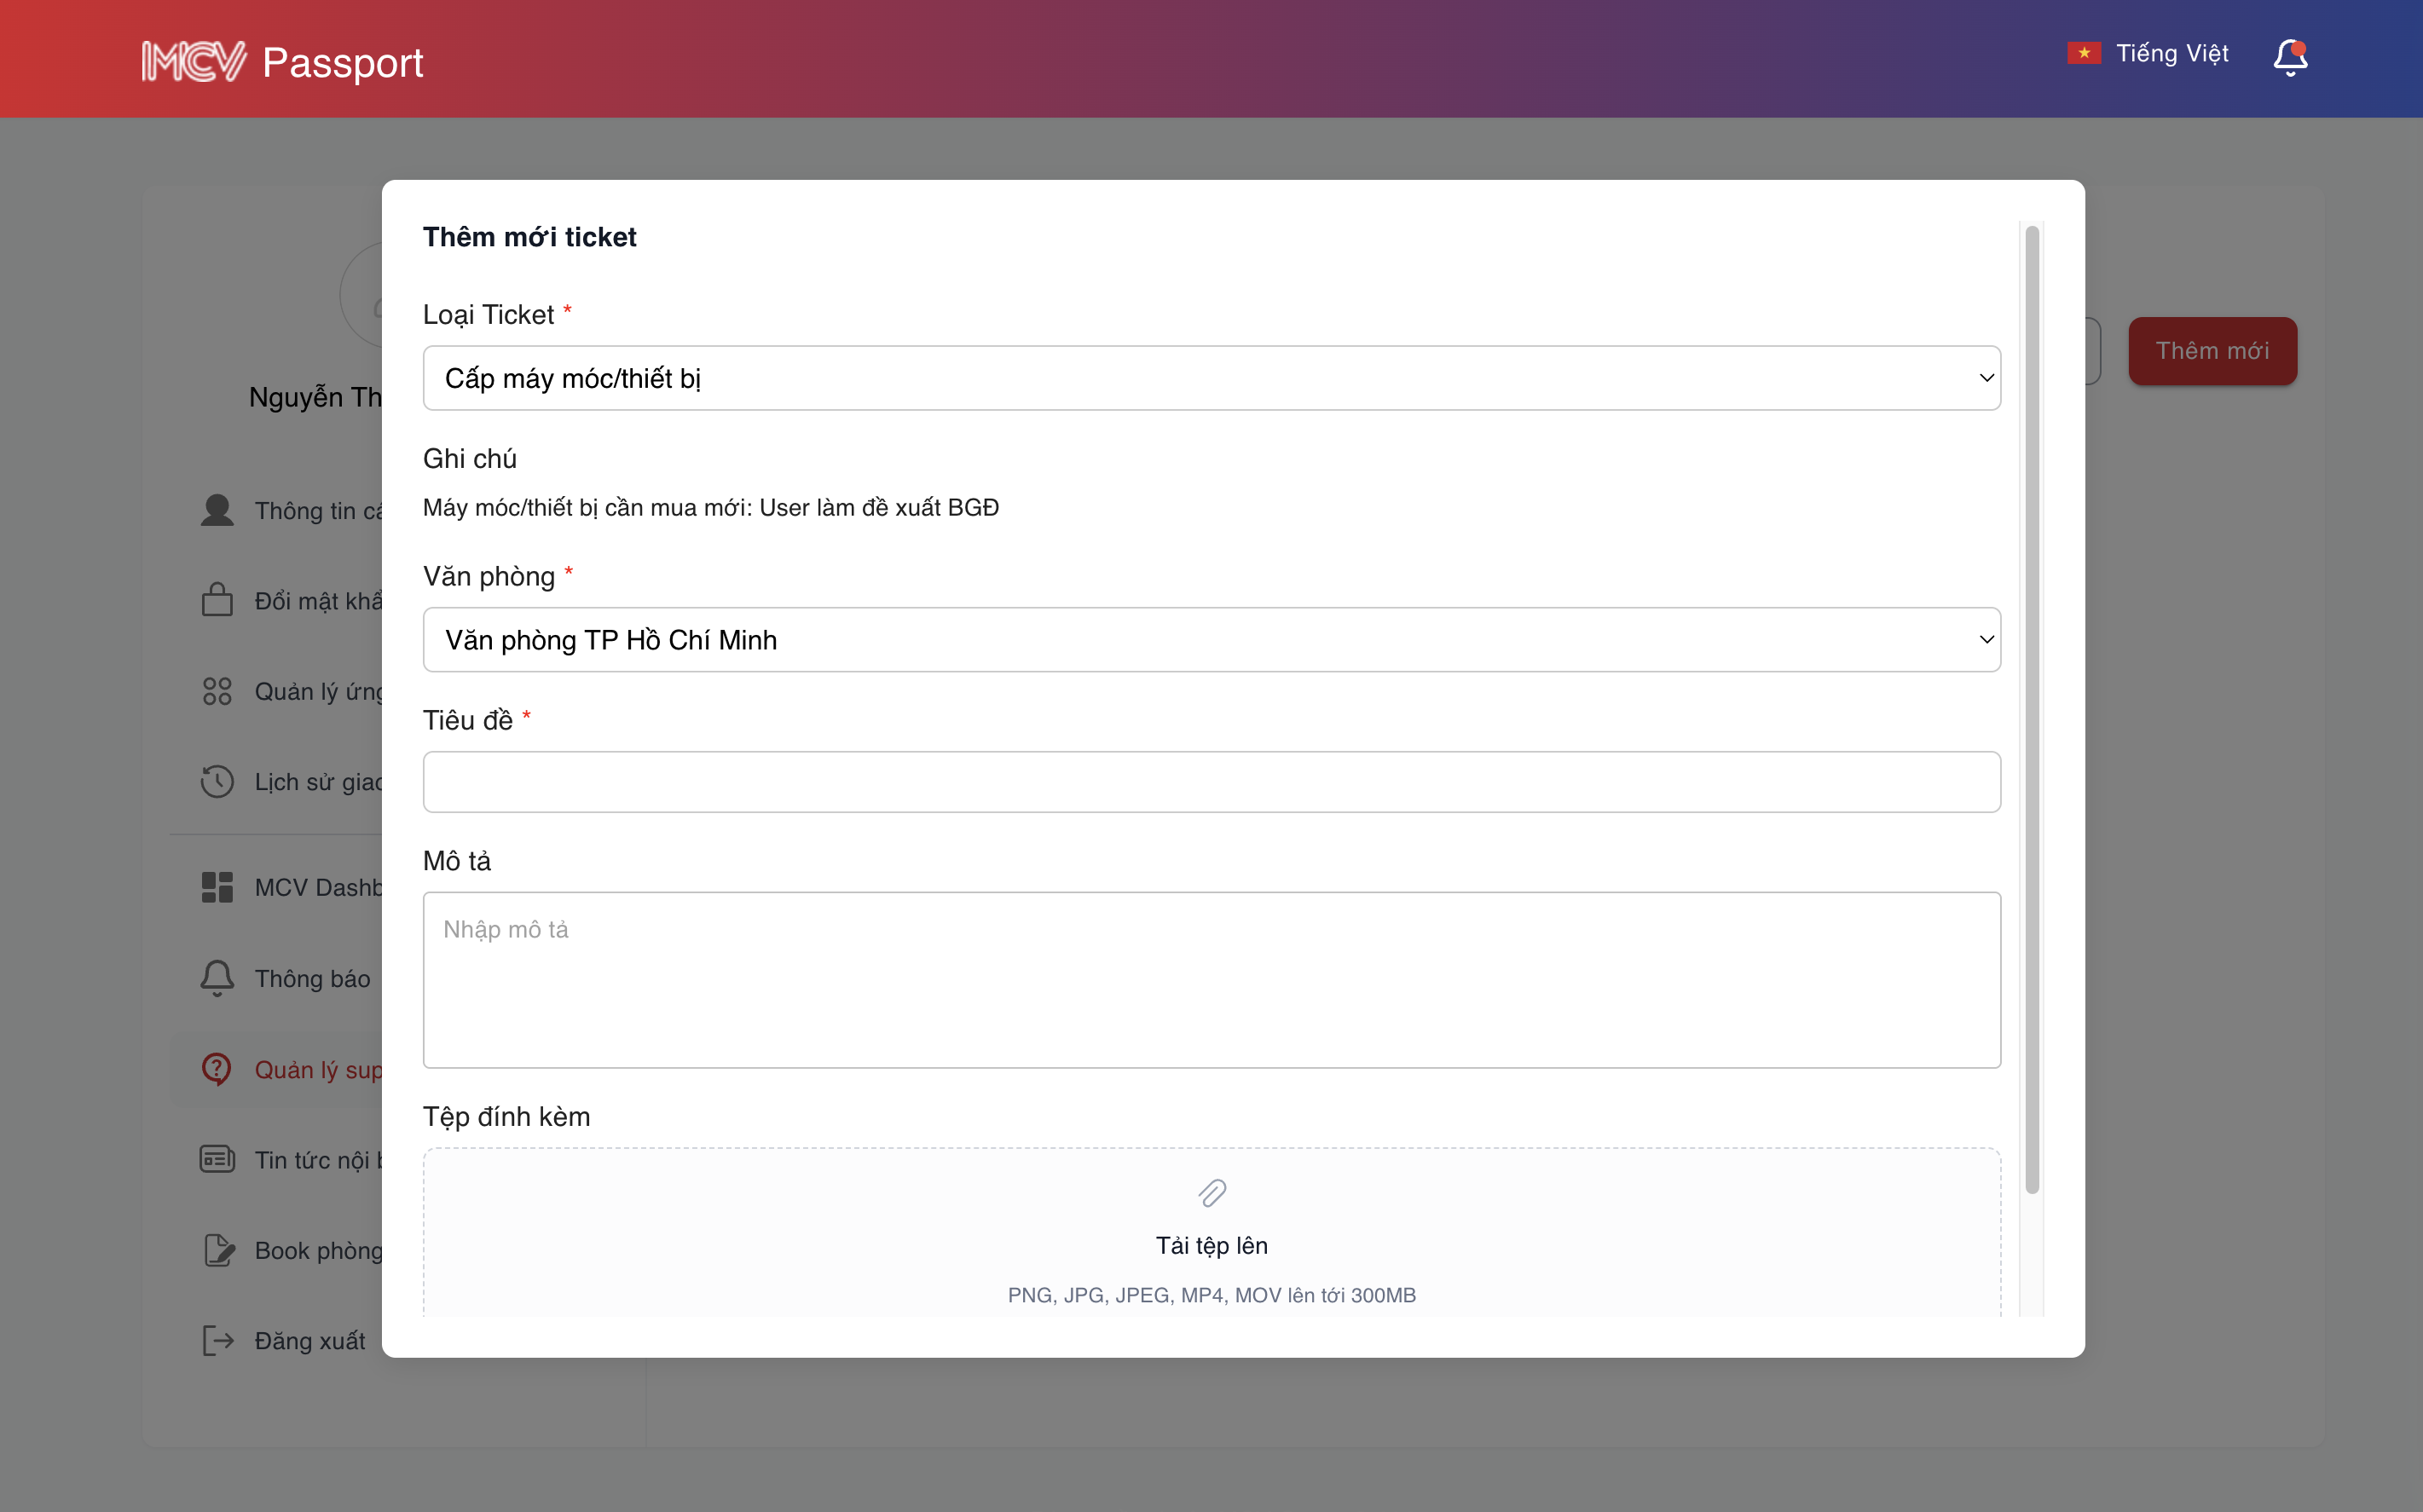 MCV Passport
Tiếng Việt
Thêm mới ticket
Loại Ticket *
Cấp máy móc/thiết bị
Thêm mới
Nguyễn Th
Ghi chú
Máy móc/thiết bị cần mua mới: User làm đề xuất BGĐ
Thông tin cá
Văn phòng *
Văn phòng TP Hồ Chí Minh
Đổi mật khẩ
Quản lý ứng
Tiêu đề *
Lịch sử giao
Mô tả
Nhập mô tả
MCV Dashb
Thông báo
Quản lý sup
Tệp đính kèm
Tải tệp lên
PNG, JPG, JPEG, MP4, MOV lên tới 300MB
Tin tức nội b
Book phòng
Đăng xuất